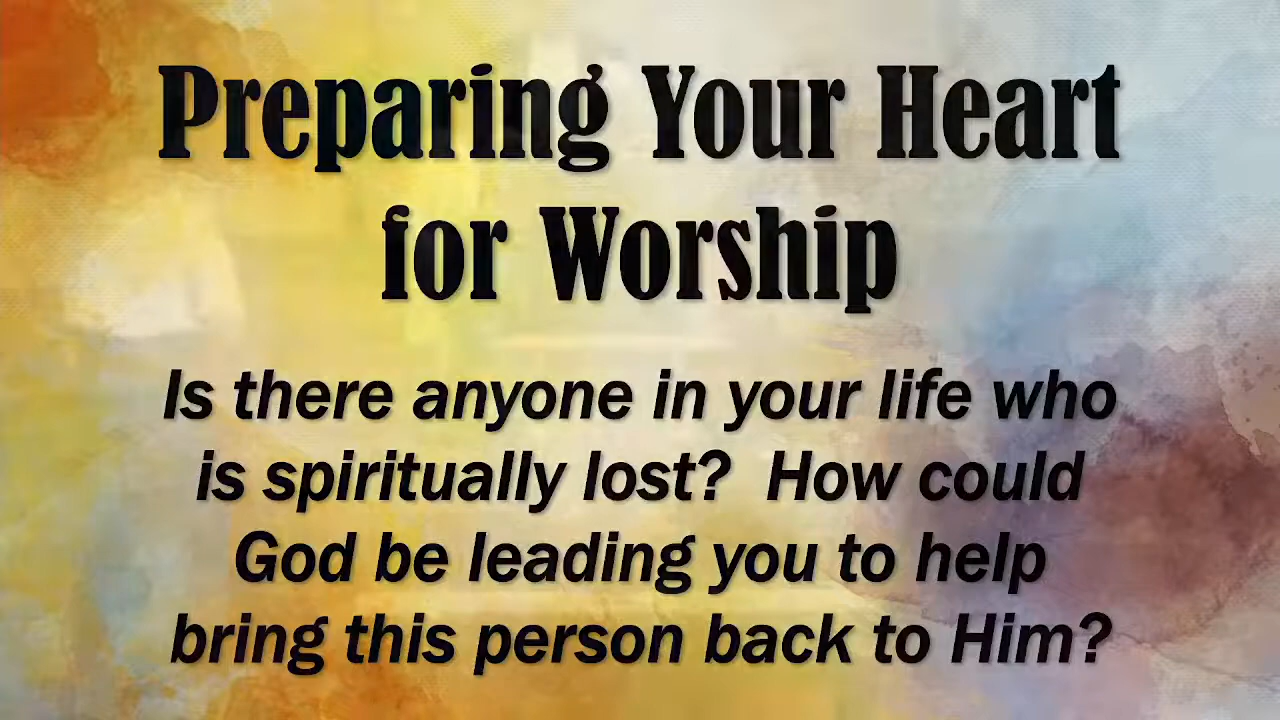 Preparing Your Heart
for Worship
Is there anyone in your life who
is spiritually lost?  How could
God be leading you to help
bring this person back to Him?